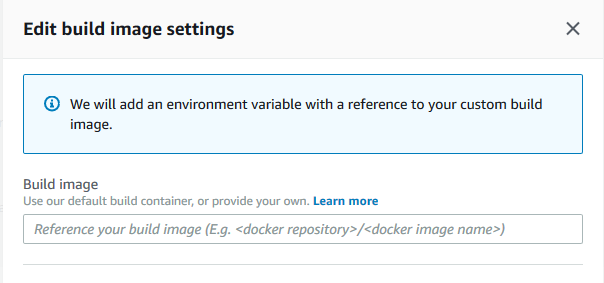 Edit build image settings
We will add an environment variable with a reference to your custom build
image.
Build image
Use our default build container, or provide your own. Learn more
Reference your build image (E.g. <docker repository>/<docker image name>)